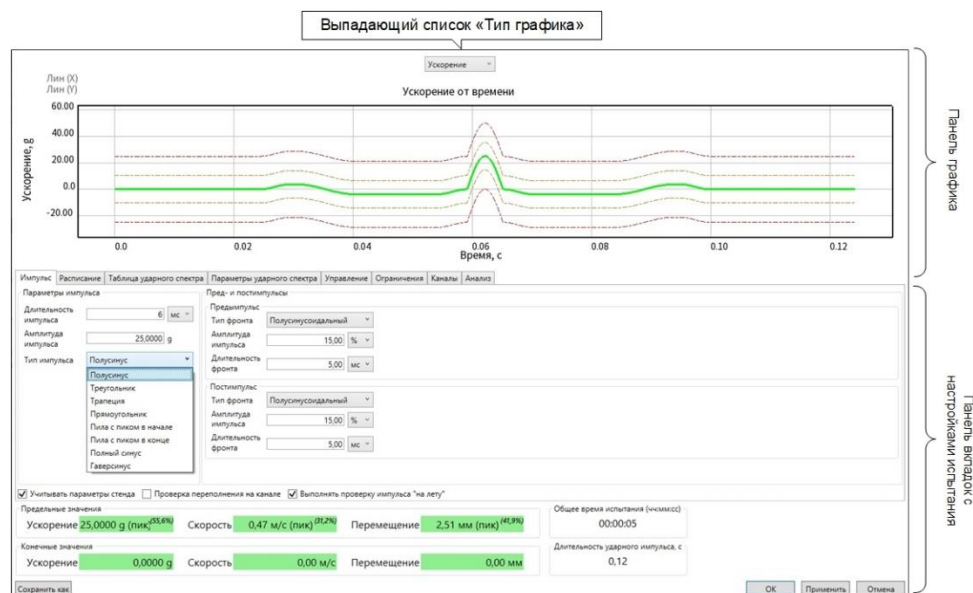 Выпадающий список «Тип графика»
Ускорение
Лин (X)
Лин (Y)
Ускорение от времени
Ускорение, g
60.00
40.00
20.00
0.0
-20.00
0.0 0.02 0.04 0.06 0.08 0.10 0.12
Время, с
Панель графика
Импульс Расписание Таблица ударного спектра Параметры ударного спектра Управление Ограничения Каналы Анализ
Параметры импульса
Длительность
импульса
6 мс
Амплитуда
импульса
25,0000 g
Тип импульса Полусинус
Полусинус
Треугольник
Трапеция
Прямоугольник
Пила с пиком в начале
Пила с пиком в конце
Полный синус
Гаверсинус
Пред- и постимпульсы
Предымпульс
Тип фронта Полусинусоидальный
Амплитуда
импульса
15,00 %
Длительность
фронта
5,00 мс
Постимпульс
Тип фронта Полусинусоидальный
Амплитуда
импульса
15,00 %
Длительность
фронта
5,00 мс
Панель вкладок с
настройками испытания
Учитывать параметры стенда Проверка переполнения на канале Выполнять проверку импульса "на лету"
Предельные значения
Ускорение 25,0000 g (пик) (55,6%) Скорость 0,47 м/с (пик) (31,2%) Перемещение 2,51 мм (пик) (41,9%)
Общее время испытания (чч:мм:сс)
00:00:05
Конечные значения
Ускорение 0,0000 g Скорость 0,00 м/с Перемещение 0,00 мм
Длительность ударного импульса, с
0,12
Сохранить как ОК Применить Отмена